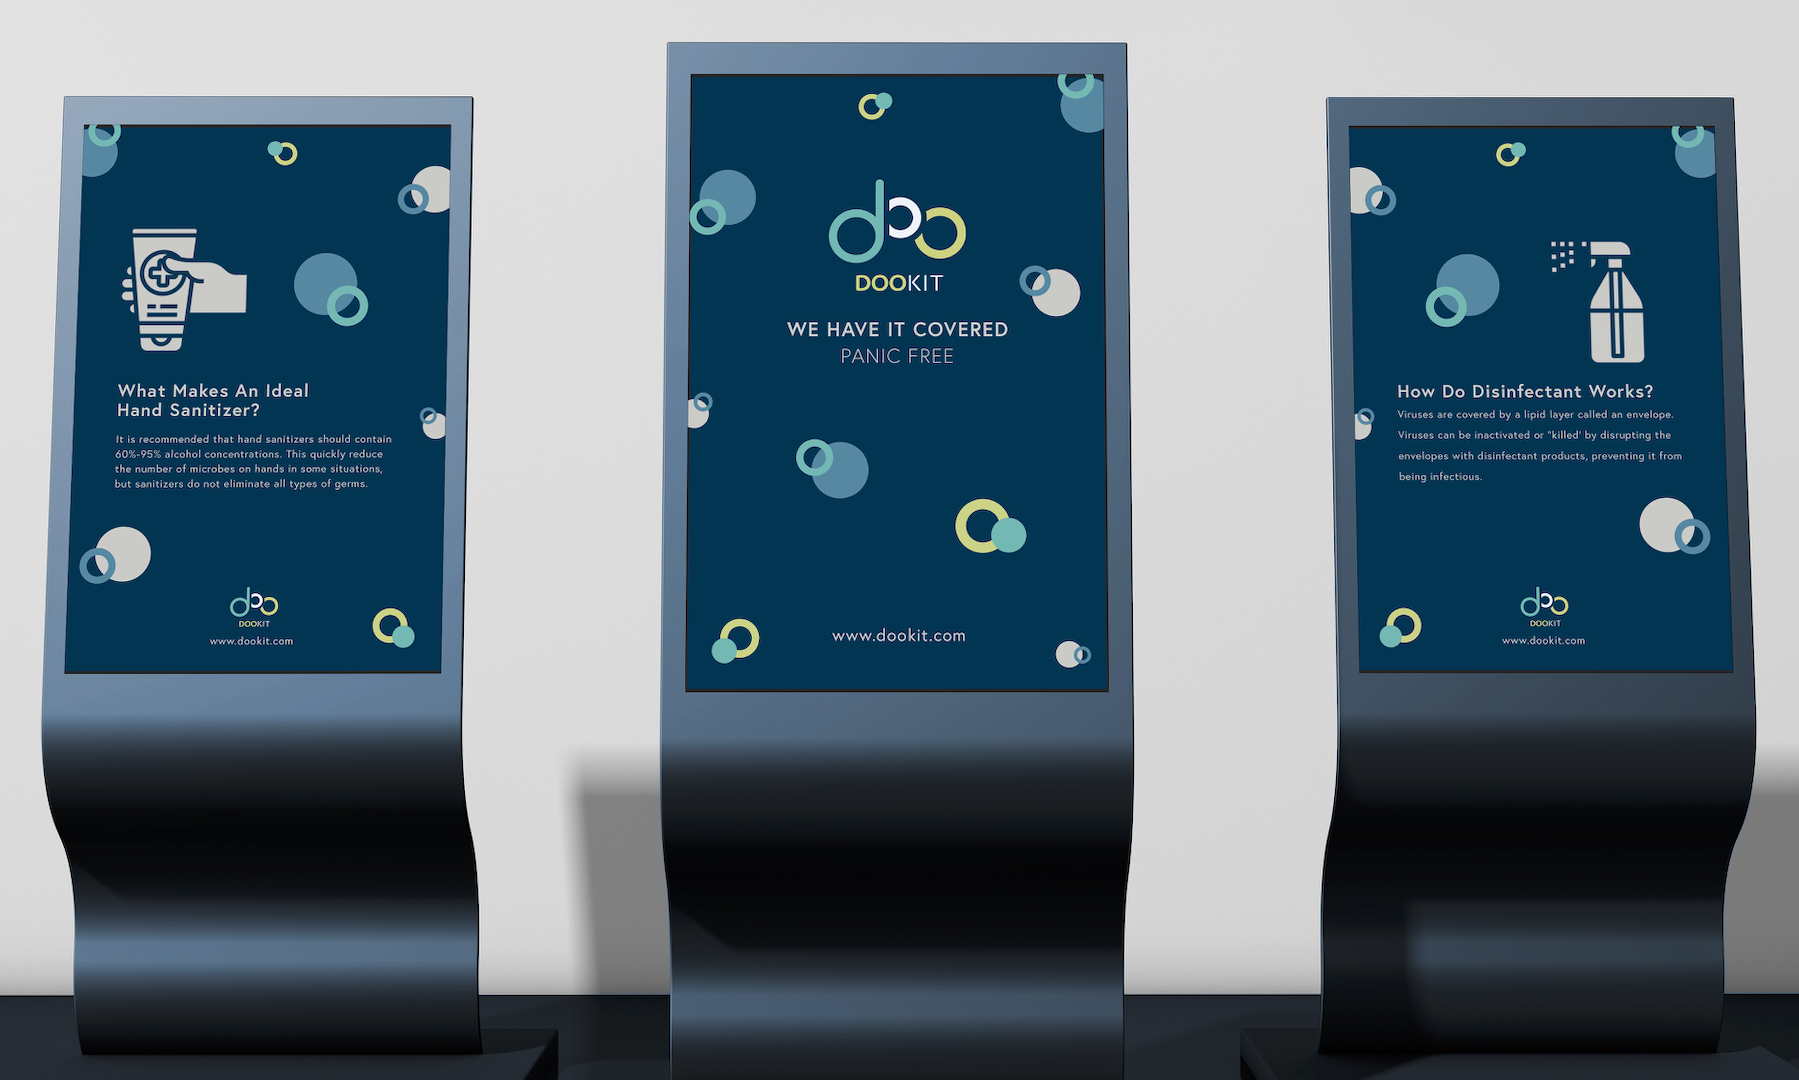 What Makes An Ideal
Hand Sanitizer?
It is recommended that hand sanitizers should contain
60%-95% alcohol concentrations. This quickly reduce
the number of microbes on hands in some situations,
but sanitizers do not eliminate all types of germs.
doo
DOOKIT
www.dookit.com
doo
DOOKIT
WE HAVE IT COVERED
PANIC FREE
www.dookit.com
How Do Disinfectant Works?
Viruses are covered by a lipid layer called an envelope.
Viruses can be inactivated or "killed' by disrupting the
envelopes with disinfectant products, preventing it from
being infectious.
doo
DOOKIT
www.dookit.com